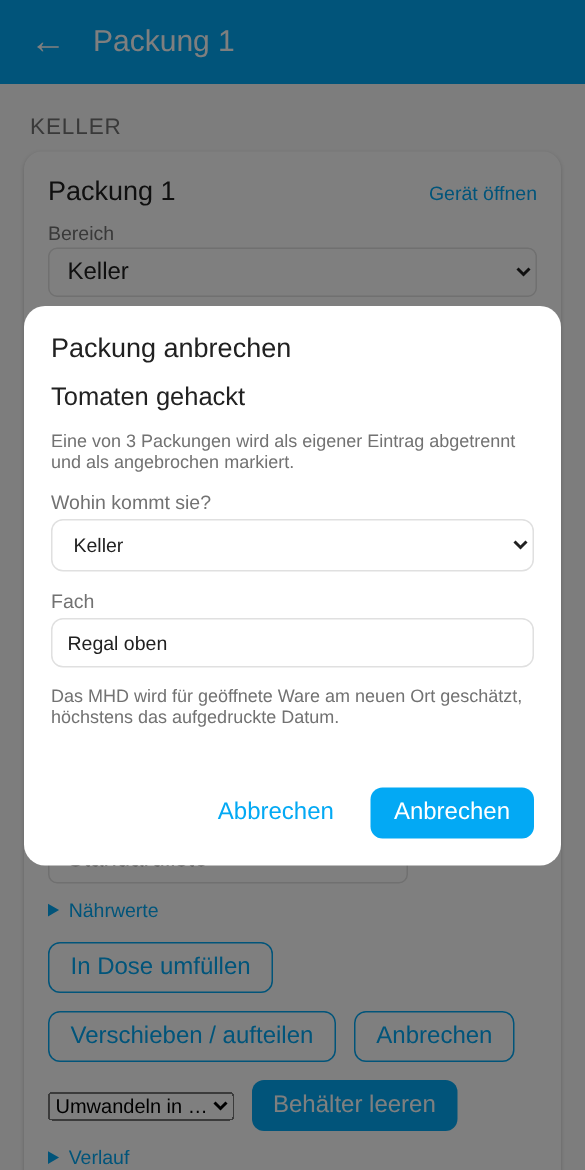 ← Packung 1
KELLER
Packung 1
Gerät öffnen
Bereich
Keller
Packung anbrechen
Tomaten gehackt
Eine von 3 Packungen wird als eigener Eintrag abgetrennt
und als angebrochen markiert.
Wohin kommt sie?
Keller
Fach
Regal oben
Das MHD wird für geöffnete Ware am neuen Ort geschätzt,
höchstens das aufgedruckte Datum.
Abbrechen
Anbrechen
Nährwerte
In Dose umfüllen
Verschieben / aufteilen
Anbrechen
Umwandeln in ...
Behälter leeren
Verlauf